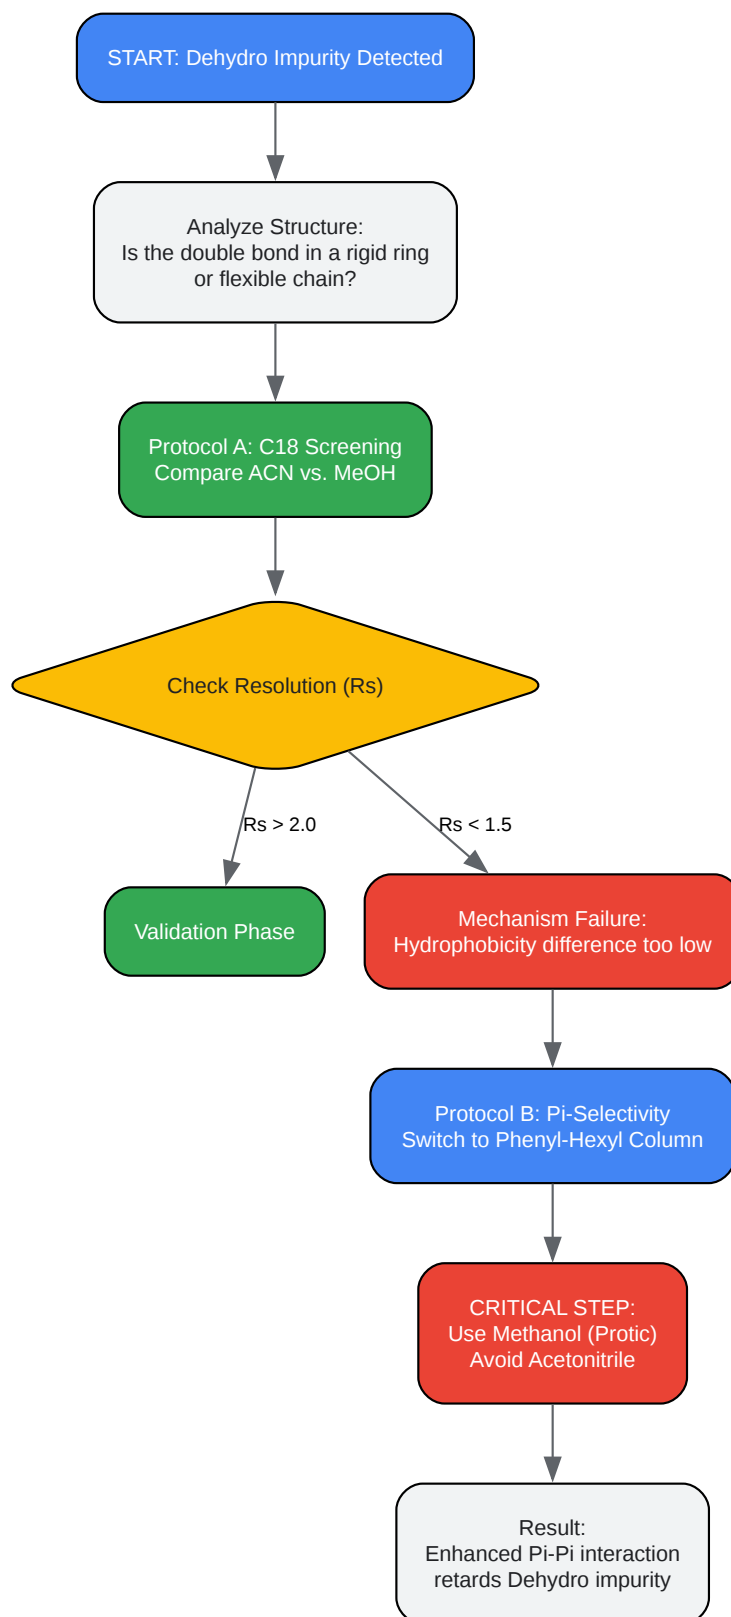 START: Dehydro Impurity Detected
Analyze Structure:
Is the double bond in a rigid ring
or flexible chain?
Protocol A: C18 Screening
Compare ACN vs. MeOH
Check Resolution (Rs)
Rs > 2.0
Rs < 1.5
Validation Phase
Mechanism Failure:
Hydrophobicity difference too low
Protocol B: Pi-Selectivity
Switch to Phenyl-Hexyl Column
CRITICAL STEP:
Use Methanol (Protic)
Avoid Acetonitrile
Result:
Enhanced Pi-Pi interaction
retards Dehydro impurity